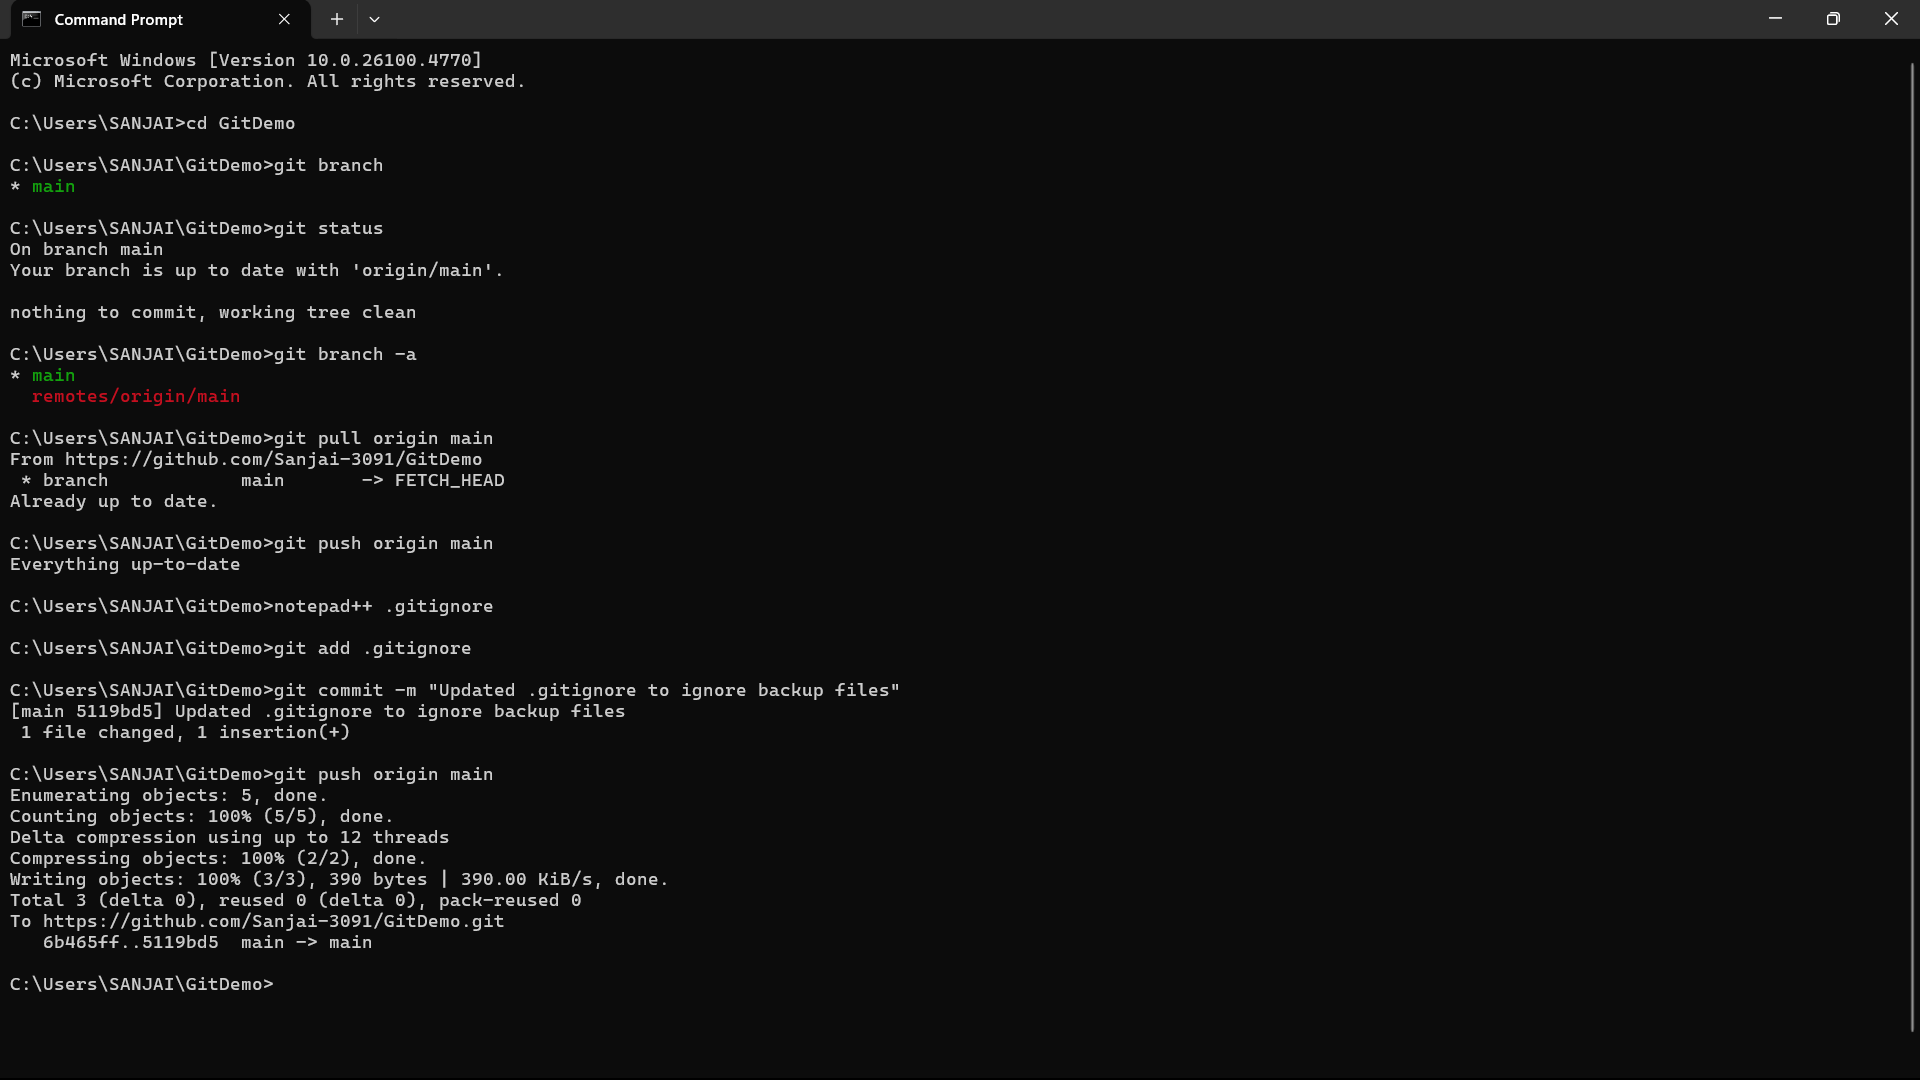 Command Prompt
Microsoft Windows [Version 10.0.26100.4770]
(c) Microsoft Corporation. All rights reserved.
C:\Users\SANJAI>cd GitDemo
C:\Users\SANJAI\GitDemo>git branch
* main
C:\Users\SANJAI\GitDemo>git status
On branch main
Your branch is up to date with 'origin/main'.
nothing to commit, working tree clean
C:\Users\SANJAI\GitDemo>git branch -a
* main
  remotes/origin/main
C:\Users\SANJAI\GitDemo>git pull origin main
From https://github.com/Sanjai-3091/GitDemo
 * branch            main       -> FETCH_HEAD
Already up to date.
C:\Users\SANJAI\GitDemo>git push origin main
Everything up-to-date
C:\Users\SANJAI\GitDemo>notepad++ .gitignore
C:\Users\SANJAI\GitDemo>git add .gitignore
C:\Users\SANJAI\GitDemo>git commit -m "Updated .gitignore to ignore backup files"
[main 5119bd5] Updated .gitignore to ignore backup files
 1 file changed, 1 insertion(+)
C:\Users\SANJAI\GitDemo>git push origin main
Enumerating objects: 5, done.
Counting objects: 100% (5/5), done.
Delta compression using up to 12 threads
Compressing objects: 100% (2/2), done.
Writing objects: 100% (3/3), 390 bytes | 390.00 KiB/s, done.
Total 3 (delta 0), reused 0 (delta 0), pack-reused 0
To https://github.com/Sanjai-3091/GitDemo.git
   6b465ff..5119bd5  main -> main
C:\Users\SANJAI\GitDemo>